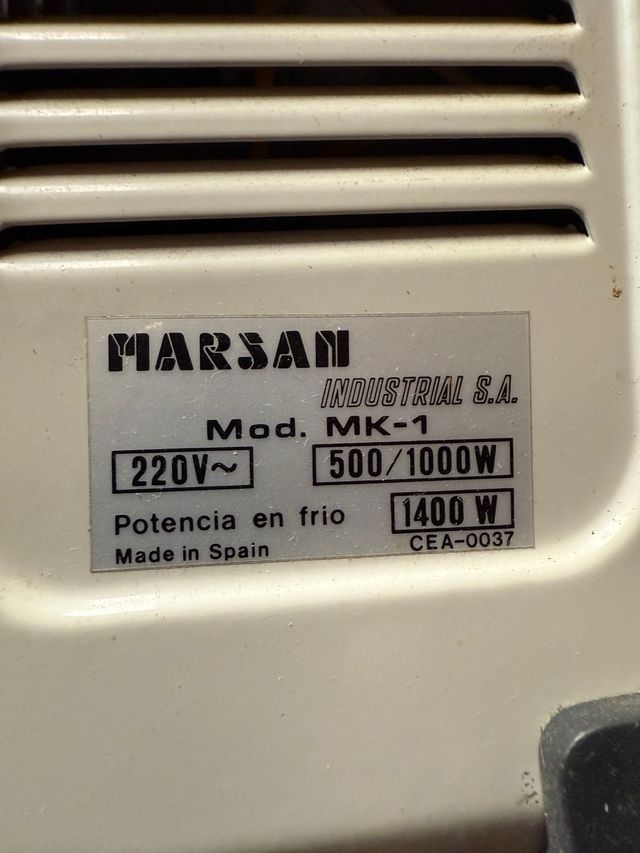 MARSAN
INDUSTRIAL S.A.
Mod. MK-1
220V~ 500/1000W
Potencia en frio 1400 W
Made in Spain CEA-0037